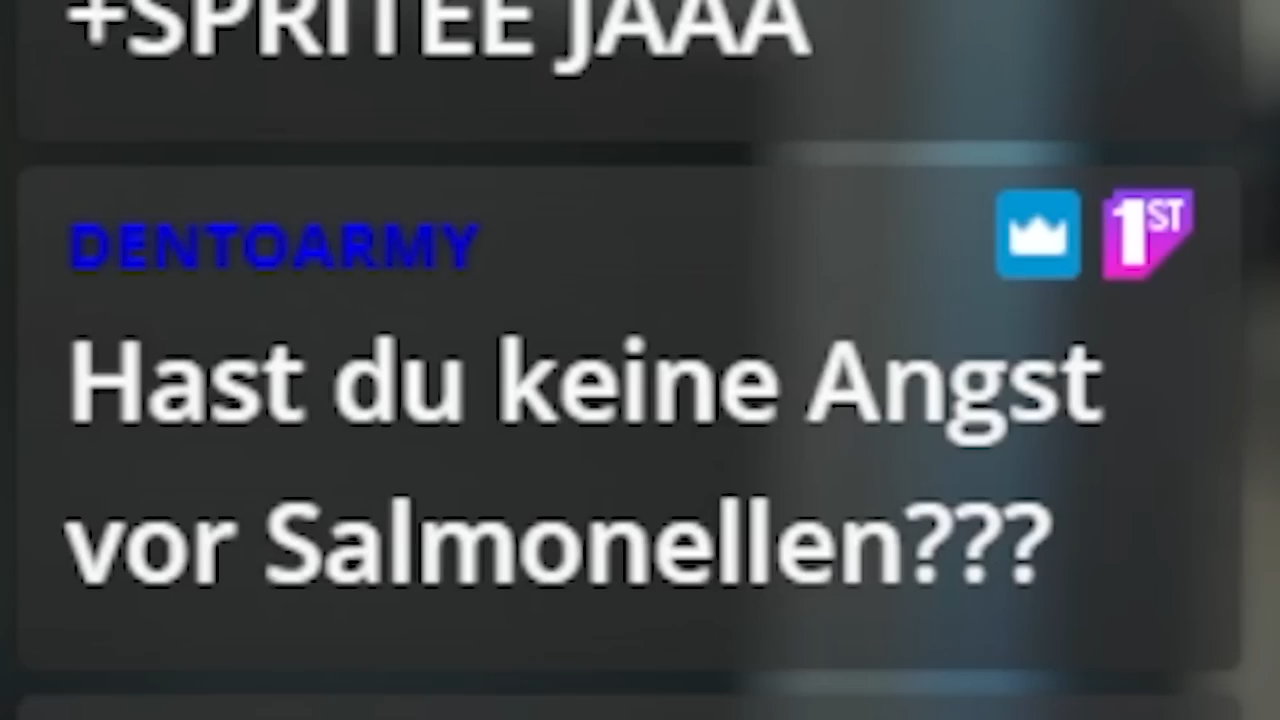 +SPRITEE JAAA
DENTOARMY
1ST
Hast du keine Angst
vor Salmonellen???